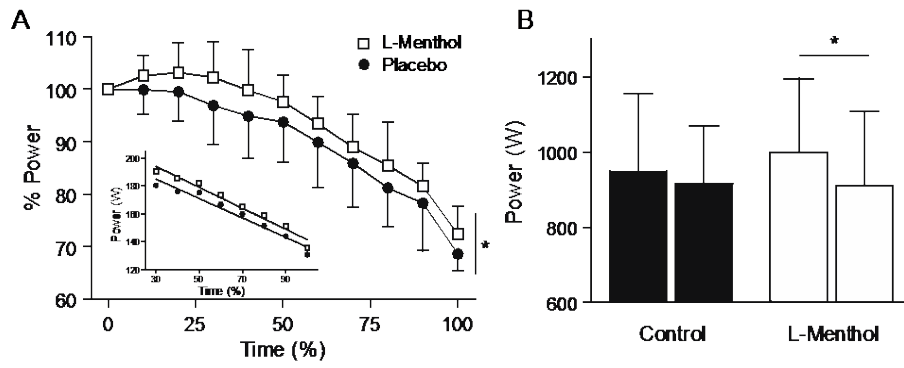 A
110
100
90
80
70
60
% Power
0
25
50
75
100
Time (%)
L-Menthol
Placebo
*
200
180
160
140
120
Power (W)
30
50
70
90
Time (%)
B
1200
1000
800
600
Power (W)
*
Control
L-Menthol